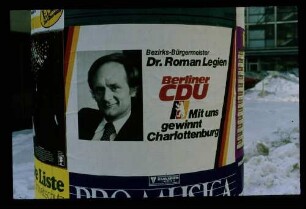 Bezirks-Bürgermeister
Dr. Roman Legien
Berliner
CDU
Mit uns
gewinnt
Charlottenburg
Liste
PRO MUSICA